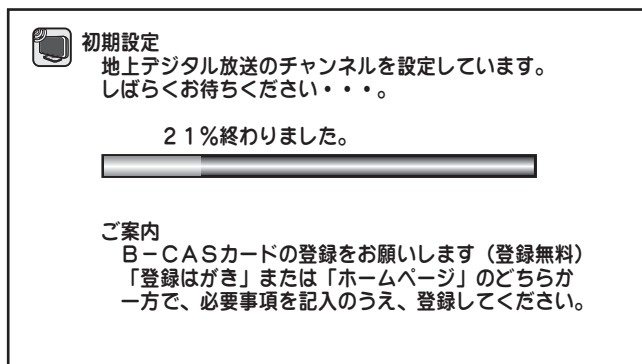 初期設定
地上デジタル放送のチャンネルを設定しています。
しばらくお待ちください・・・。
２１％終わりました。
ご案内
Ｂ－ＣＡＳカードの登録をお願いします（登録無料）
「登録はがき」または「ホームページ」のどちらか
一方で、必要事項を記入のうえ、登録してください。